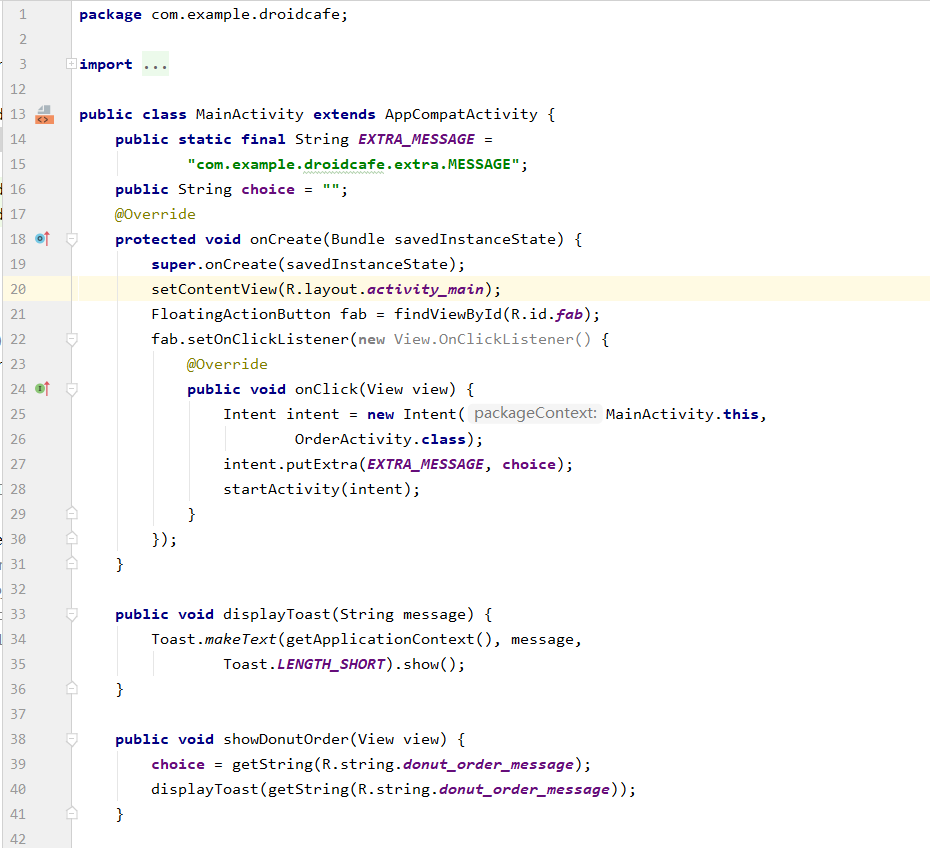 1 package com.example.droidcafe;
2
3 import ...
12
13 public class MainActivity extends AppCompatActivity {
14 public static final String EXTRA_MESSAGE =
15 "com.example.droidcafe.extra.MESSAGE";
16 public String choice = "";
17 @Override
18 protected void onCreate(Bundle savedInstanceState) {
19 super.onCreate(savedInstanceState);
20 setContentView(R.layout.activity_main);
21 FloatingActionButton fab = findViewById(R.id.fab);
22 fab.setOnClickListener(new View.OnClickListener() {
23 @Override
24 public void onClick(View view) {
25 Intent intent = new Intent( packageContext: MainActivity.this,
26 OrderActivity.class);
27 intent.putExtra(EXTRA_MESSAGE, choice);
28 startActivity(intent);
29 }
30 });
31 }
32
33 public void displayToast(String message) {
34 Toast.makeText(getApplicationContext(), message,
35 Toast.LENGTH_SHORT).show();
36 }
37
38 public void showDonutOrder(View view) {
39 choice = getString(R.string.donut_order_message);
40 displayToast(getString(R.string.donut_order_message));
41 }
42